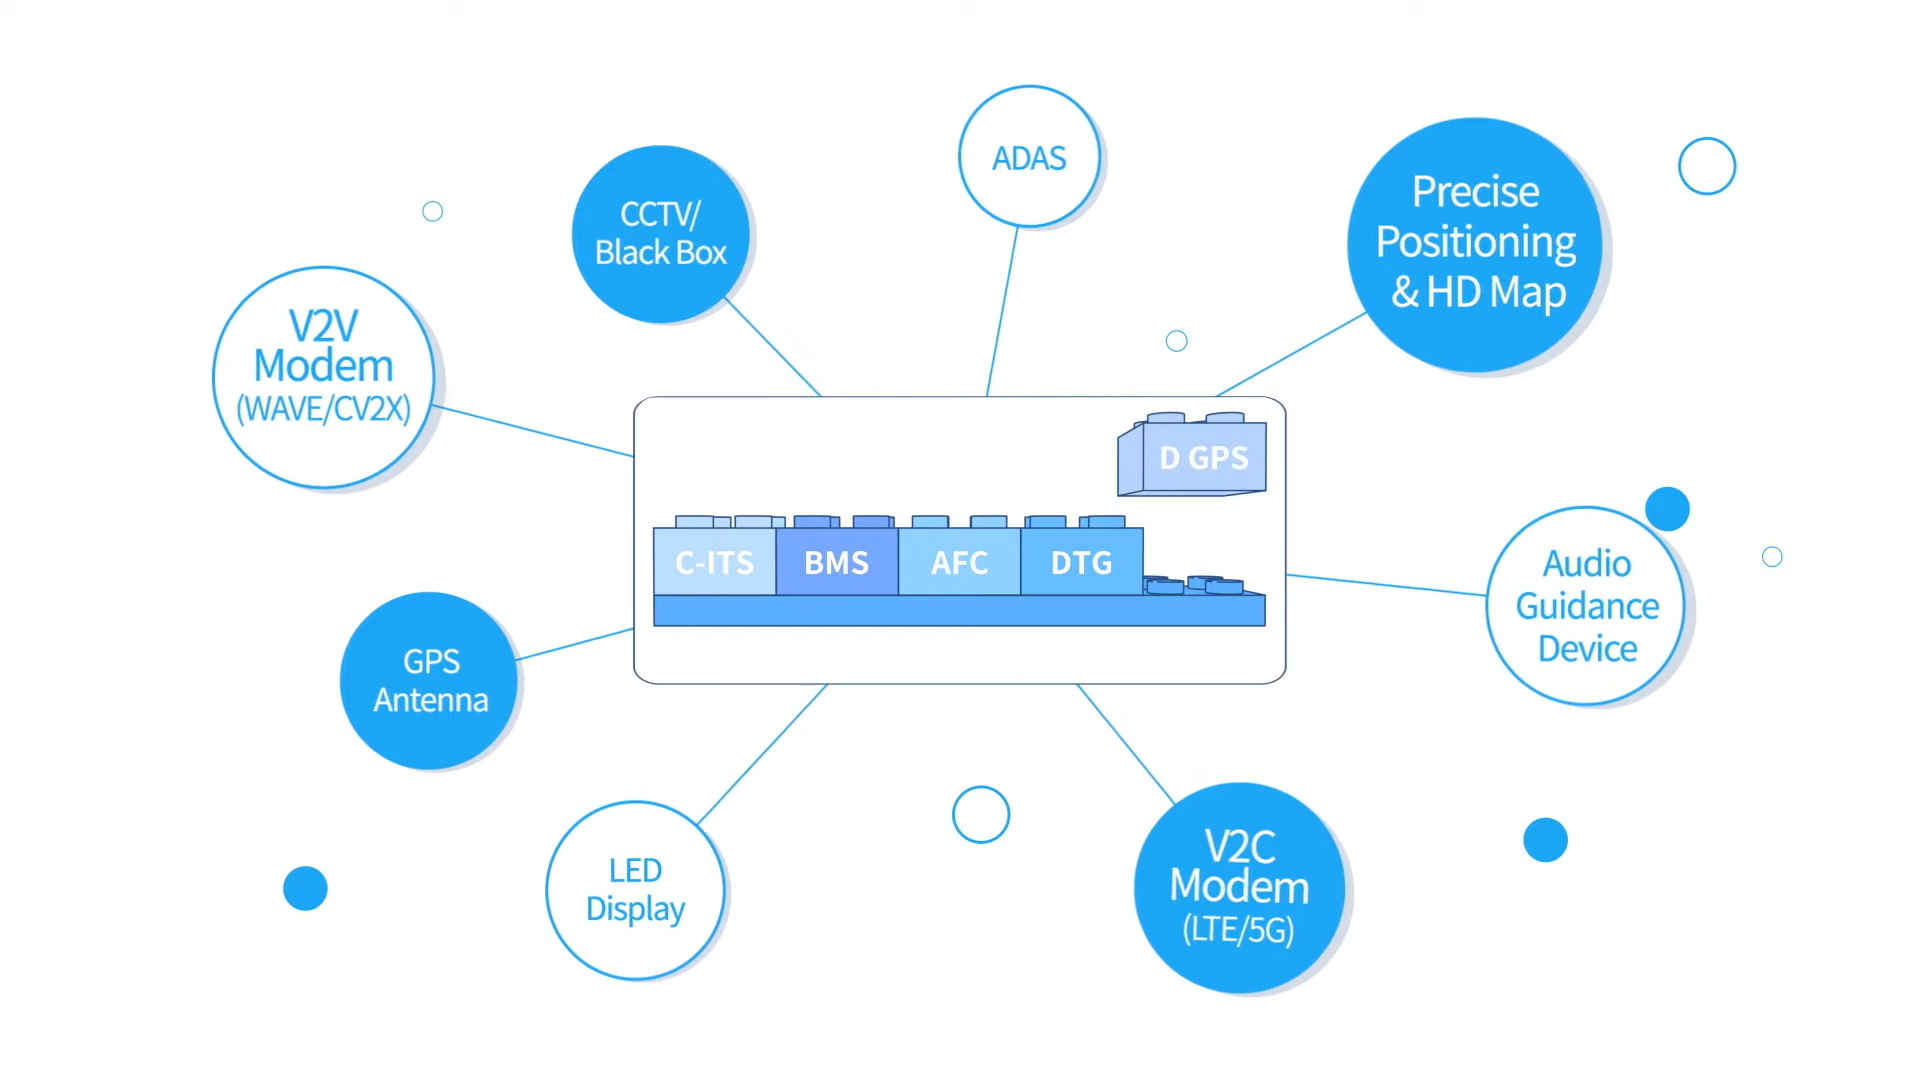 ADAS
CCTV/
Black Box
Precise
Positioning
& HD Map
V2V
Modem
(WAVE/CV2X)
D GPS
C-ITS
BMS
AFC
DTG
Audio
Guidance
Device
GPS
Antenna
LED
Display
V2C
Modem
(LTE/5G)